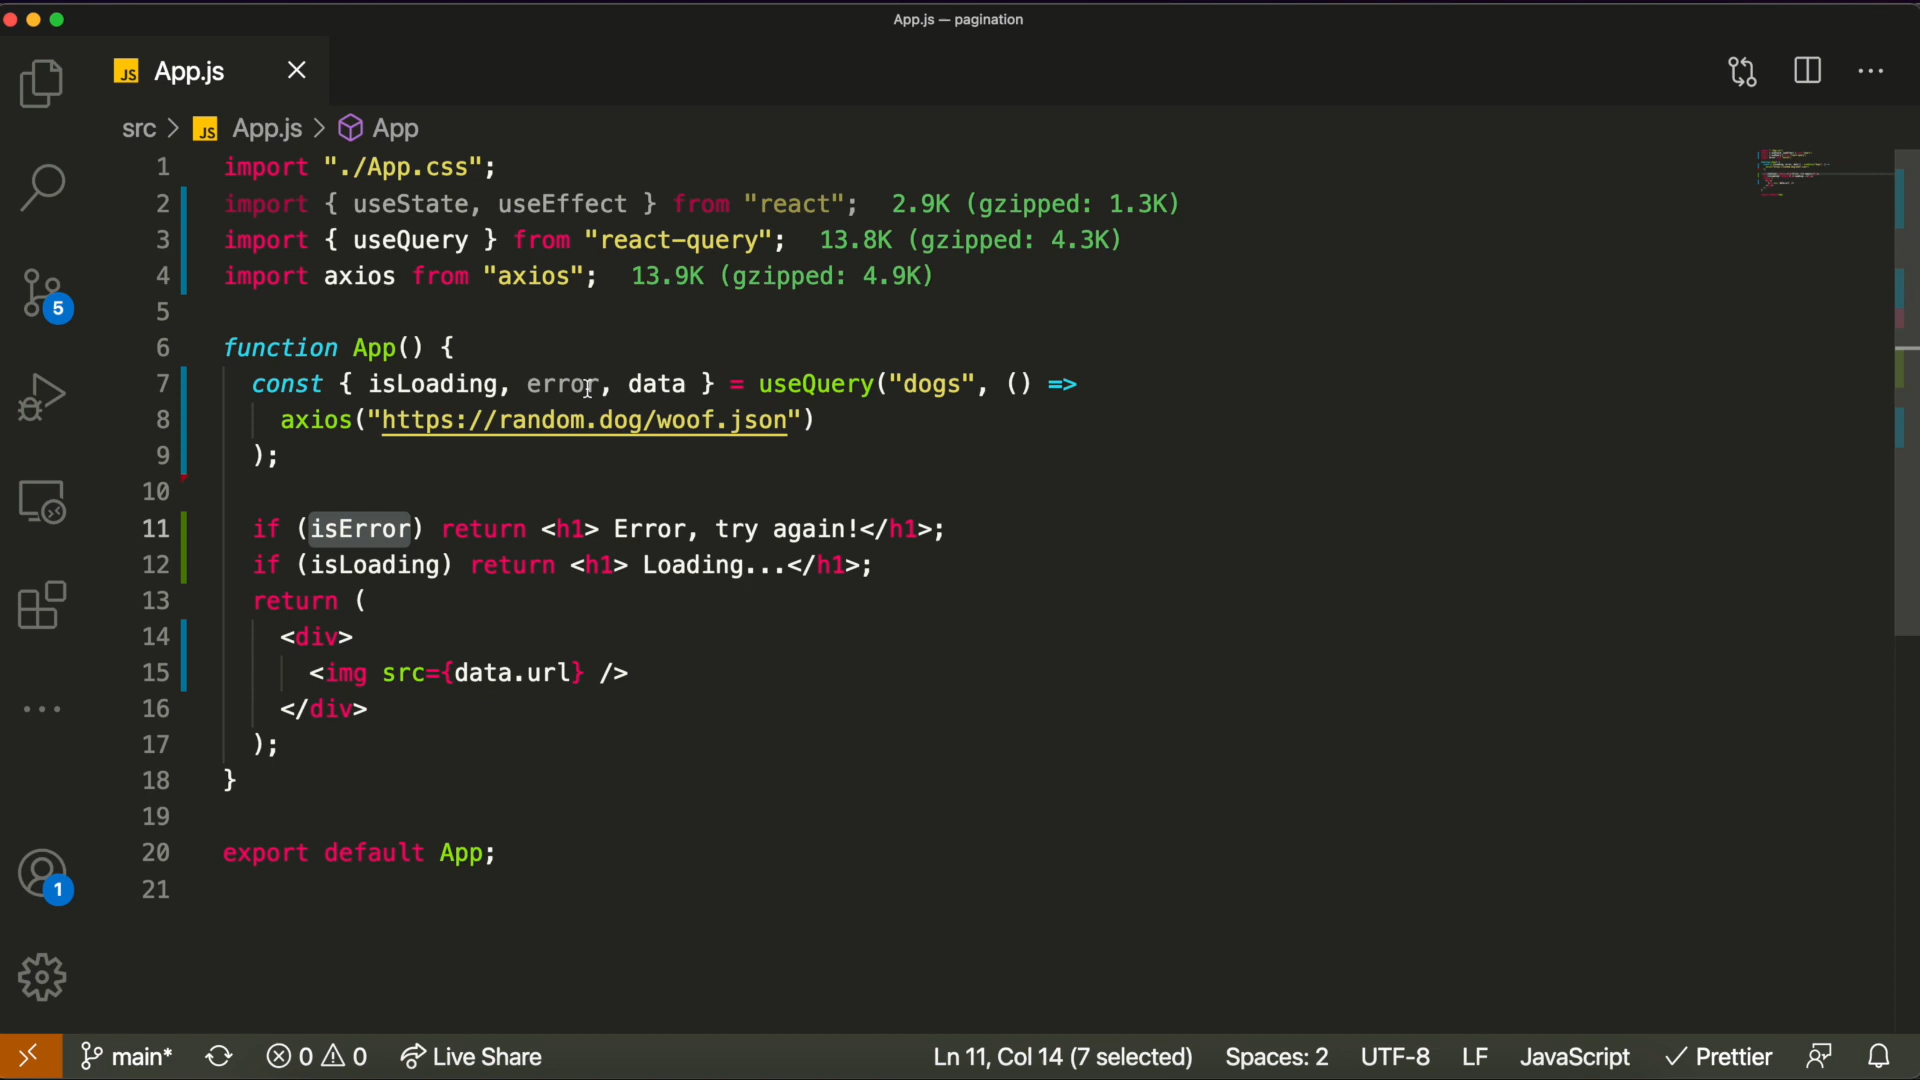 App.js — pagination
JS App.js
src > JS App.js > App
1 import "./App.css";
2 import { useState, useEffect } from "react"; 2.9K (gzipped: 1.3K)
3 import { useQuery } from "react-query"; 13.8K (gzipped: 4.3K)
4 import axios from "axios"; 13.9K (gzipped: 4.9K)
5
6 function App() {
7 const { isLoading, error, data } = useQuery("dogs", () =>
8 axios("https://random.dog/woof.json")
9 );
10
11 if (isError) return <h1> Error, try again!</h1>;
12 if (isLoading) return <h1> Loading...</h1>;
13 return (
14 <div>
15 <img src={data.url} />
16 </div>
17 );
18 }
19
20 export default App;
21
5
1
main* 0 0 Live Share Ln 11, Col 14 (7 selected) Spaces: 2 UTF-8 LF JavaScript Prettier